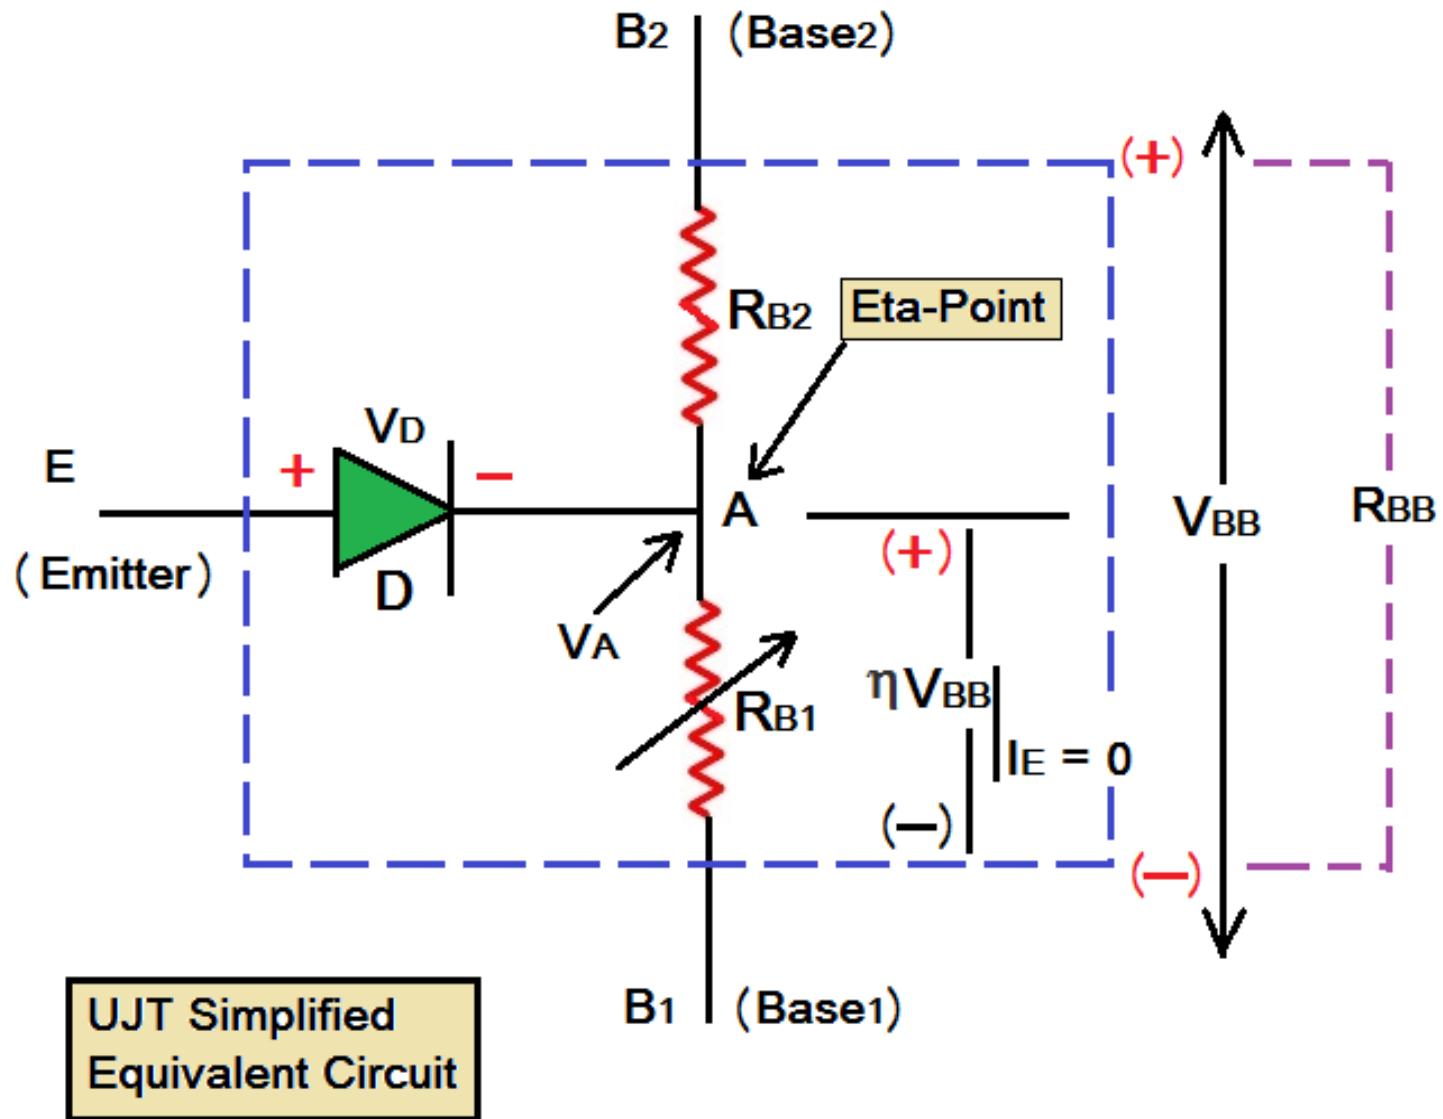 B2 (Base2)
(+)
RB2
Eta-Point
VD
E
+
−
A
VBB
RBB
(Emitter)
D
(+)
VA
ηVBB
RB1
IE = 0
(−)
(−)
B1 (Base1)
UJT Simplified
Equivalent Circuit